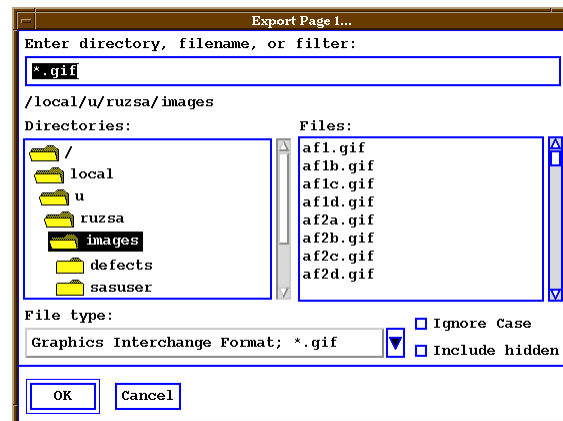 Export Page 1...
Enter directory, filename, or filter:
*.gif
/local/u/ruzsa/images
Directories:
/
local
u
ruzsa
images
defects
sasuser
Files:
af1.gif
af1b.gif
af1c.gif
af1d.gif
af2a.gif
af2b.gif
af2c.gif
af2d.gif
File type:
Graphics Interchange Format; *.gif
Ignore Case
Include hidden
OK Cancel